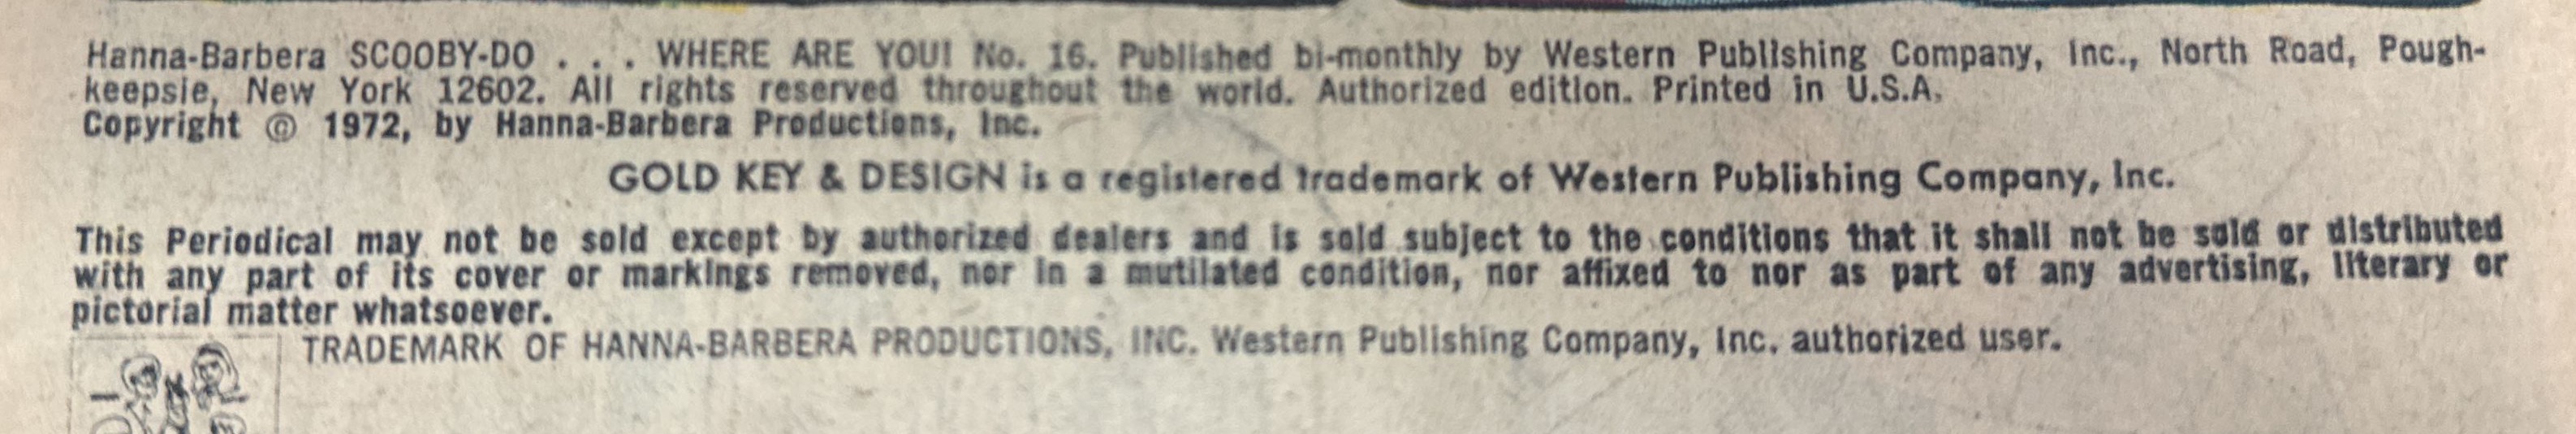 Hanna-Barbera SCOOBY-DO . . . WHERE ARE YOU! No. 16. Published bi-monthly by Western Publishing Company, Inc., North Road, Pough-
keepsie, New York 12602. All rights reserved throughout the world. Authorized edition. Printed in U.S.A.
Copyright © 1972, by Hanna-Barbera Productions, Inc.
GOLD KEY & DESIGN is a registered trademark of Western Publishing Company, Inc.
This Periodical may not be sold except by authorized dealers and is sold subject to the conditions that it shall not be sold or distributed
with any part of its cover or markings removed, nor in a mutilated condition, nor affixed to nor as part of any advertising, literary or
pictorial matter whatsoever.
TRADEMARK OF HANNA-BARBERA PRODUCTIONS, INC. Western Publishing Company, Inc. authorized user.